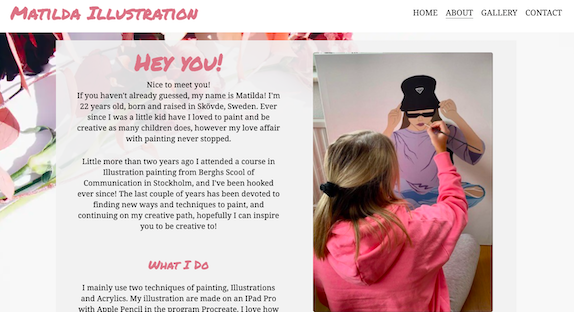 Matilda Illustration
HOME ABOUT GALLERY CONTACT
Hey you!
Nice to meet you!
If you haven't already guessed, my name is Matilda! I'm
22 years old, born and raised in Skövde, Sweden. Ever
since I was a little kid have I loved to paint and be
creative as many children does, however my love affair
with painting never stopped.
Little more than two years ago I attended a course in
Illustration painting from Berghs Scool of
Communication in Stockholm, and I've been hooked
ever since! The last couple of years has been devoted to
finding new ways and techniques to paint, and
continuing on my creative path, hopefully I can inspire
you to be creative to!
What I Do
I mainly use two techniques of painting, Illustrations
and Acrylics. My illustration are made on an IPad Pro
with Apple Pencil in the program Procreate. I love how